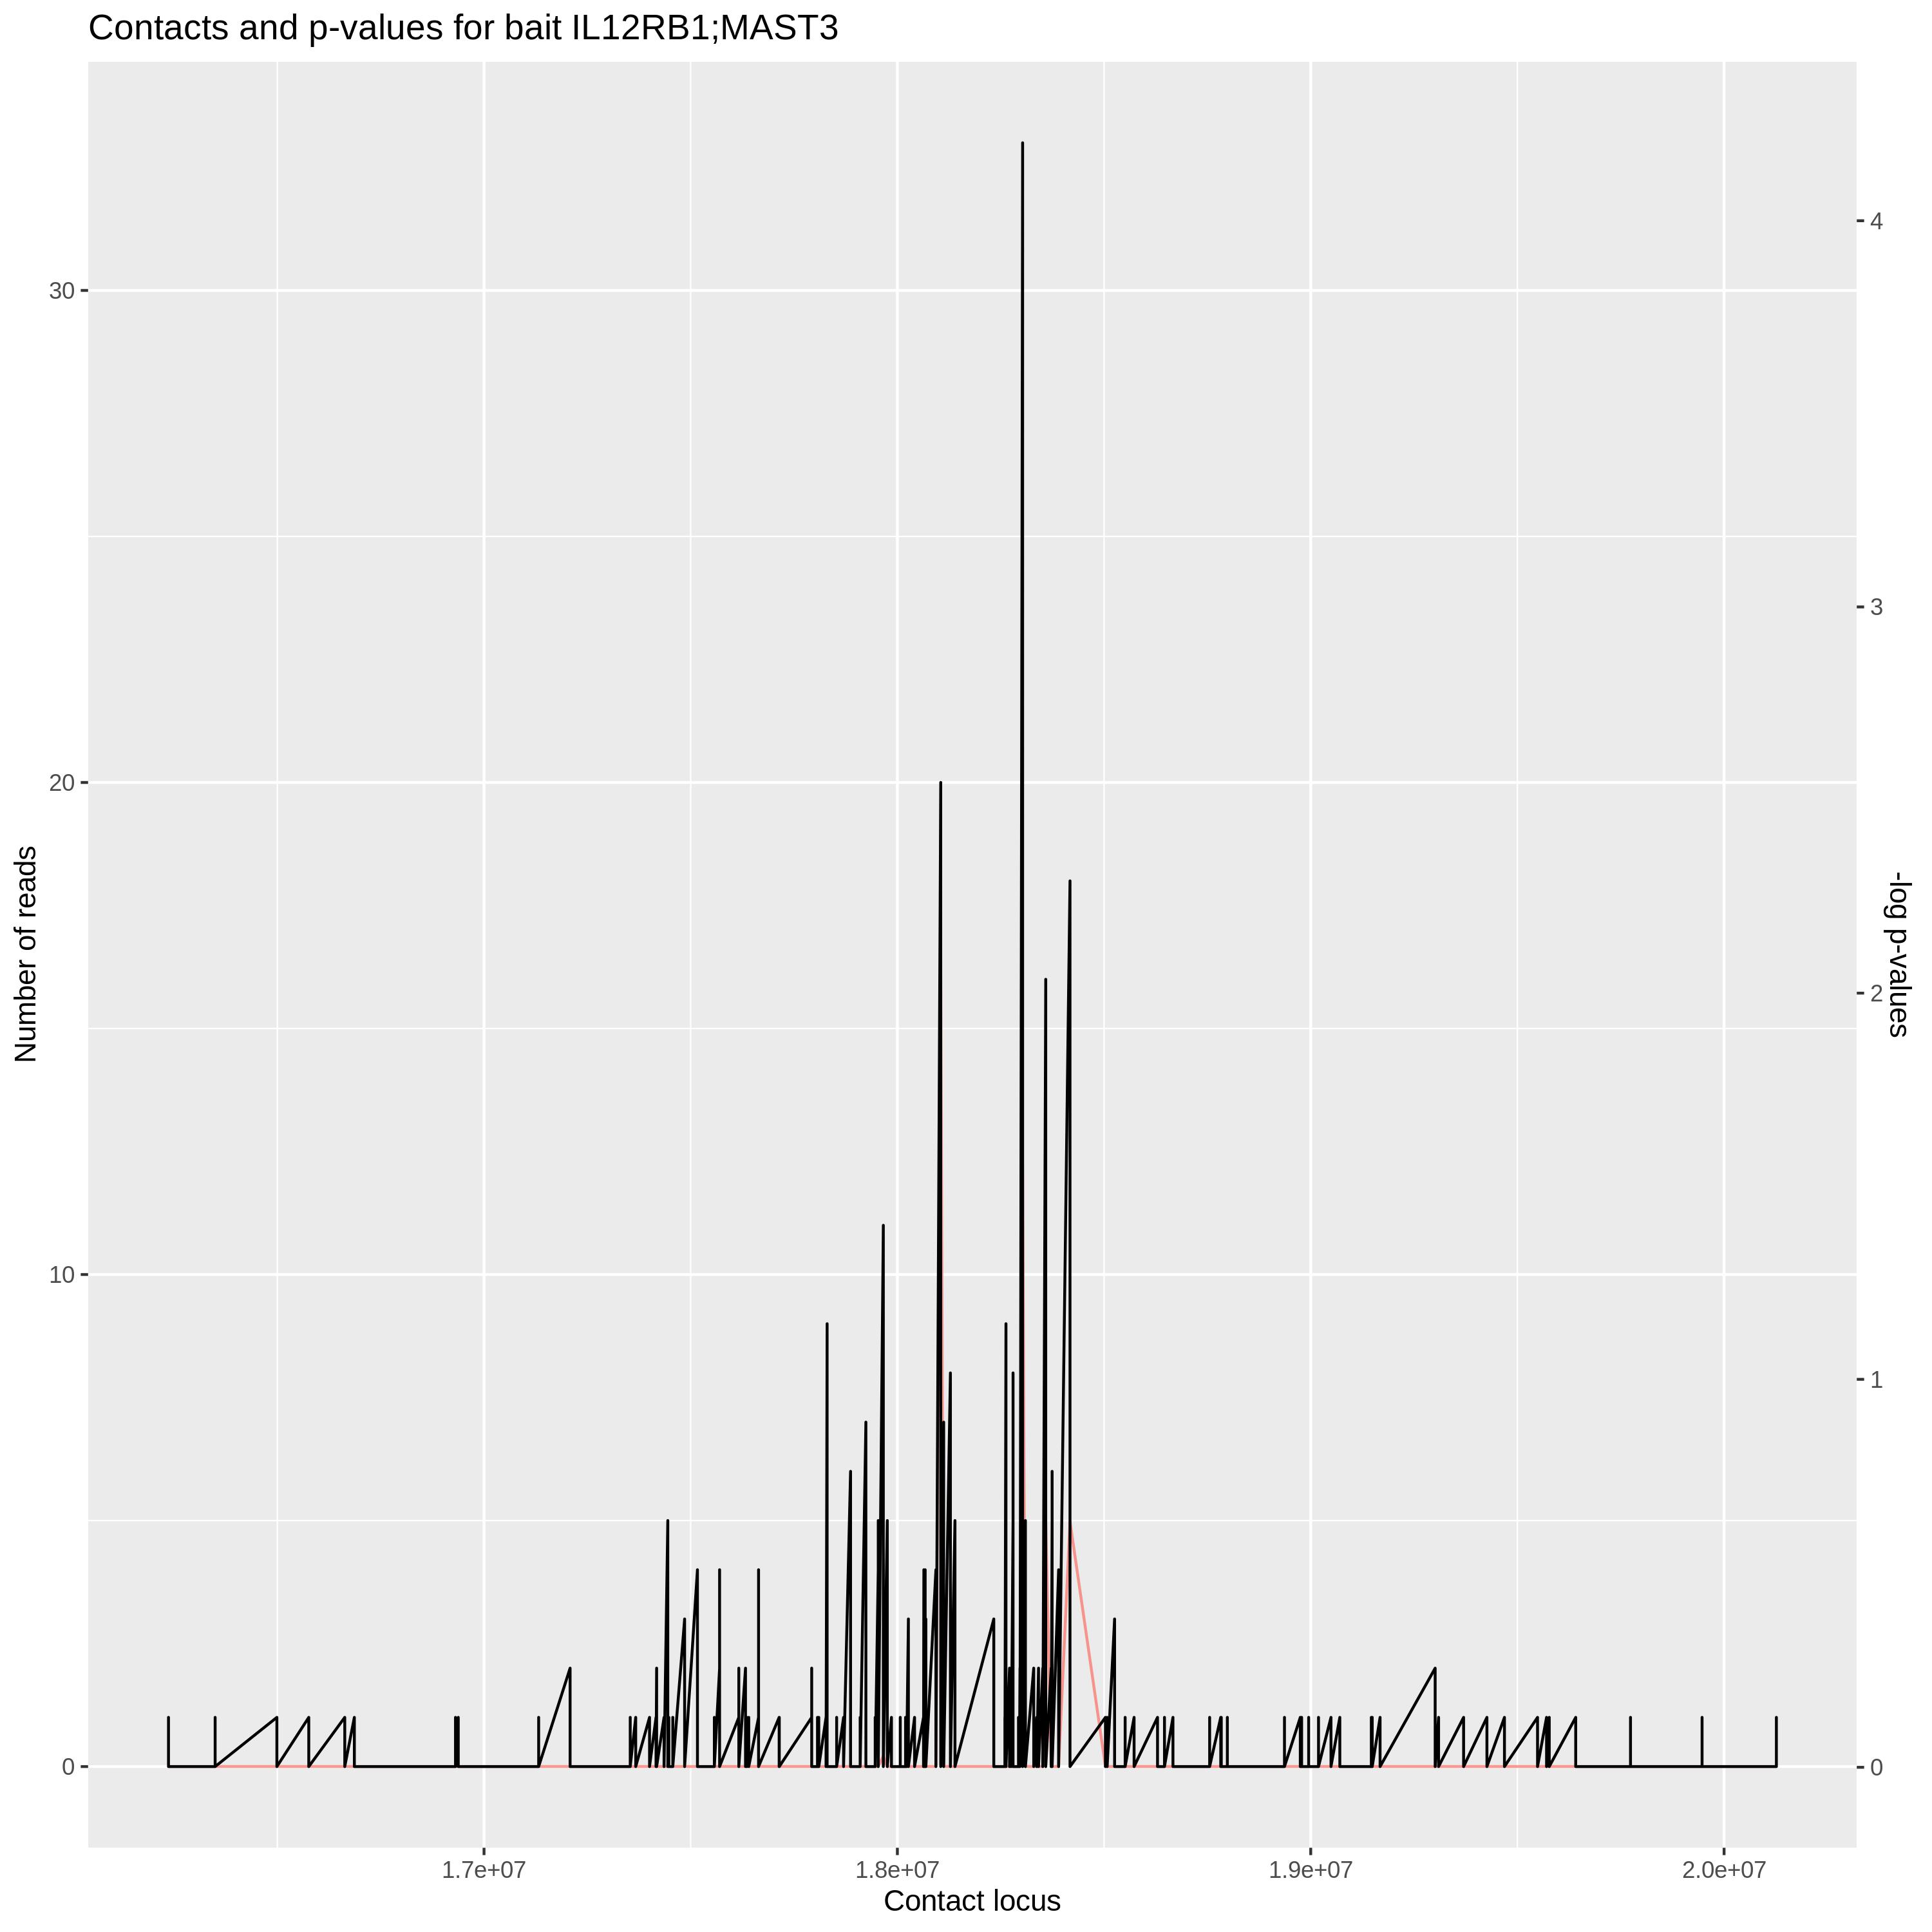 Contacts and p-values for bait IL12RB1;MAST3
30
20
10
0
Number of reads
4
3
2
1
0
-log p-values
1.7e+07
1.8e+07
1.9e+07
2.0e+07
Contact locus